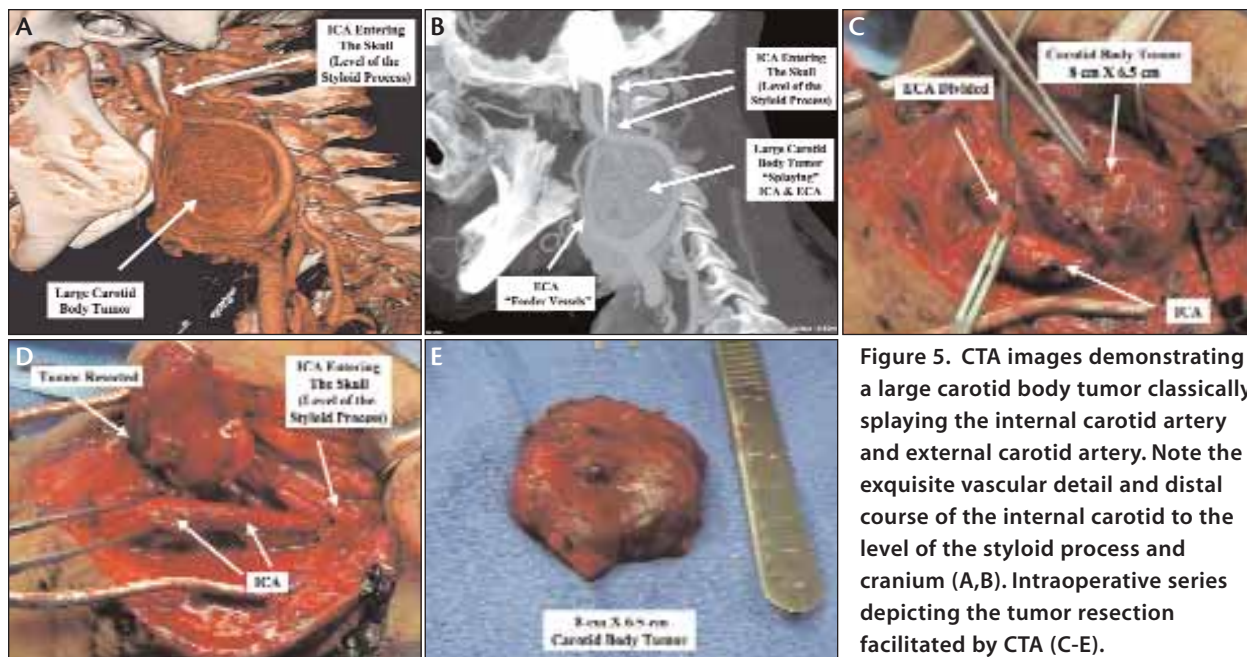 A
ICA Entering
The Skull
(Level of the
Styloid Process)
Large Carotid
Body Tumor
B
ICA Entering
The Skull
(Level of the
Styloid Process)
Large Carotid
Body Tumor
"Splaying"
ICA & ECA
ECA
"Feeder Vessels"
C
Carotid Body Tumor
8 cm X 6.5 cm
ECA Divided
ICA
D
Tumor Resected
ICA Entering
The Skull
(Level of the
Styloid Process)
ICA
E
8-cm X 6.5-cm
Carotid Body Tumor
Figure 5. CTA images demonstrating
a large carotid body tumor classically
splaying the internal carotid artery
and external carotid artery. Note the
exquisite vascular detail and distal
course of the internal carotid to the
level of the styloid process and
cranium (A,B). Intraoperative series
depicting the tumor resection
facilitated by CTA (C-E).